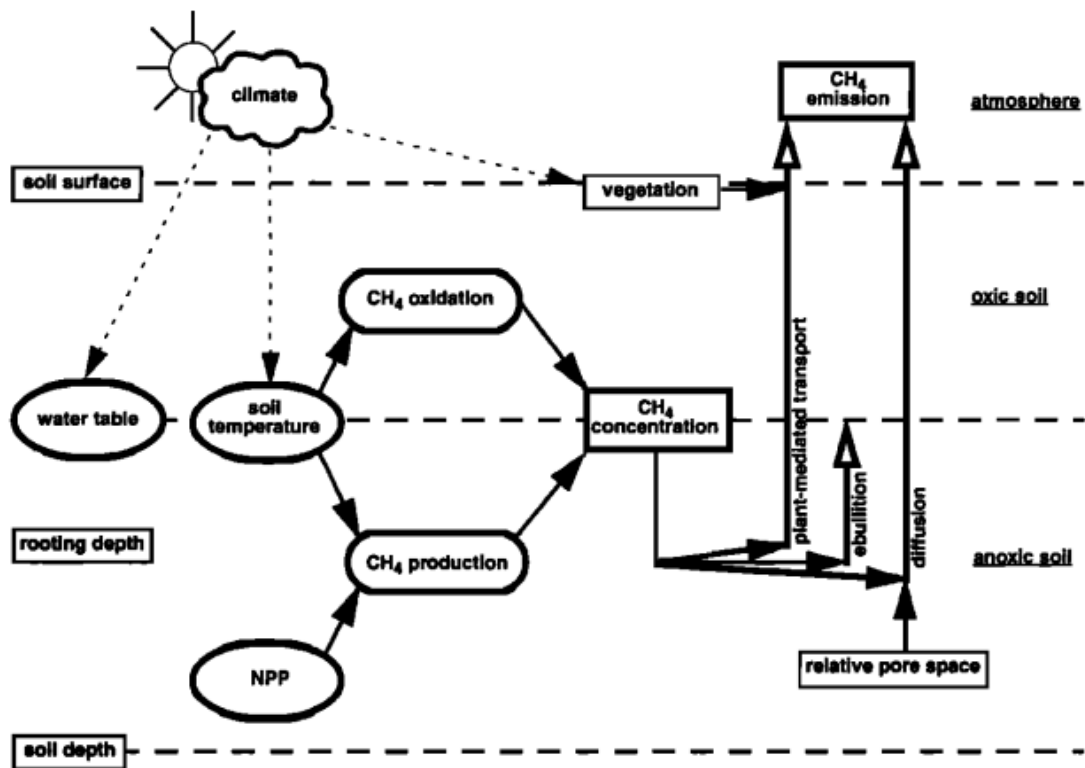 climate
CH₄
emission
atmosphere
soil surface
vegetation
CH₄ oxidation
oxic soil
water table
soil
temperature
CH₄
concentration
plant-mediated transport
ebullition
diffusion
rooting depth
CH₄ production
anoxic soil
NPP
relative pore space
soil depth